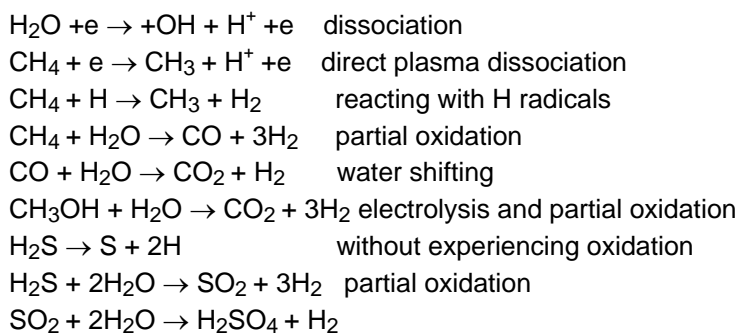 H₂O +e → +OH + H⁺ +e dissociation
CH₄ + e → CH₃ + H⁺ +e direct plasma dissociation
CH₄ + H → CH₃ + H₂ reacting with H radicals
CH₄ + H₂O → CO + 3H₂ partial oxidation
CO + H₂O → CO₂ + H₂ water shifting
CH₃OH + H₂O → CO₂ + 3H₂ electrolysis and partial oxidation
H₂S → S + 2H without experiencing oxidation
H₂S + 2H₂O → SO₂ + 3H₂ partial oxidation
SO₂ + 2H₂O → H₂SO₄ + H₂